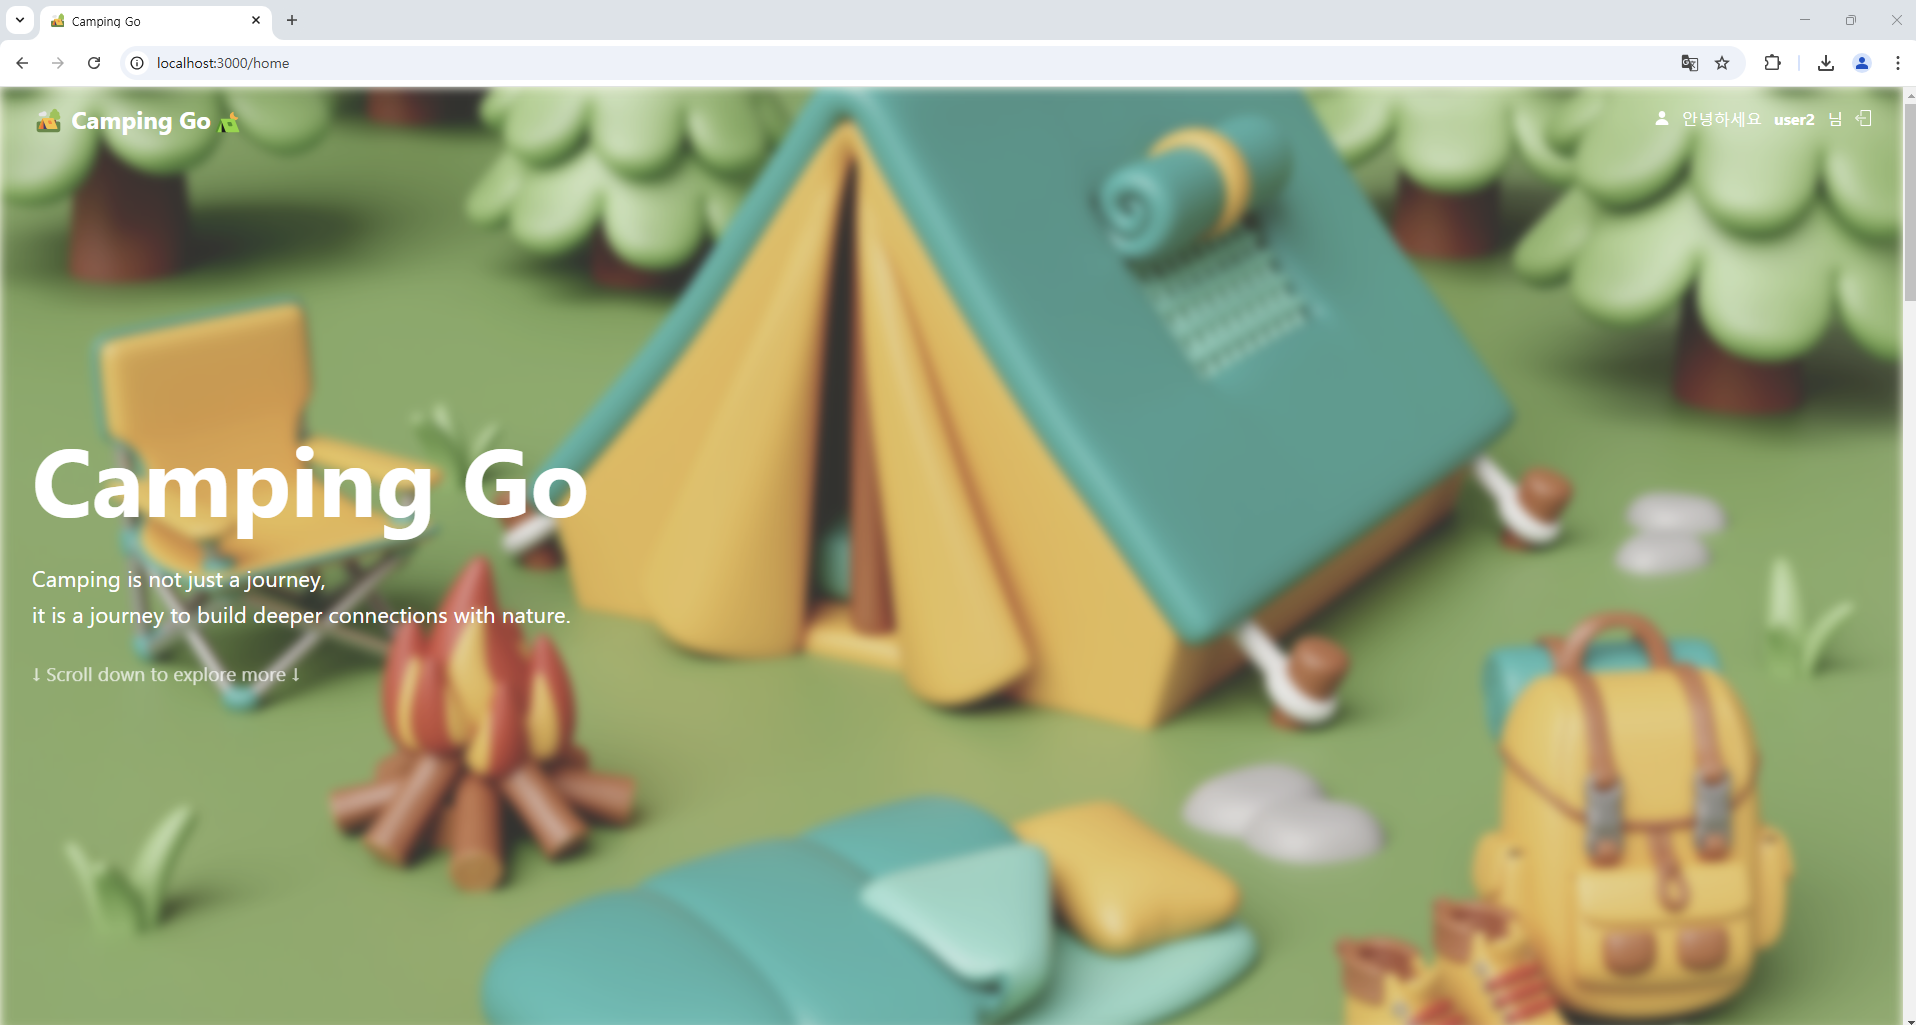 Camping Go
localhost:3000/home
Camping Go
안녕하세요 user2 님
Camping Go
Camping is not just a journey,
it is a journey to build deeper connections with nature.
↓ Scroll down to explore more ↓